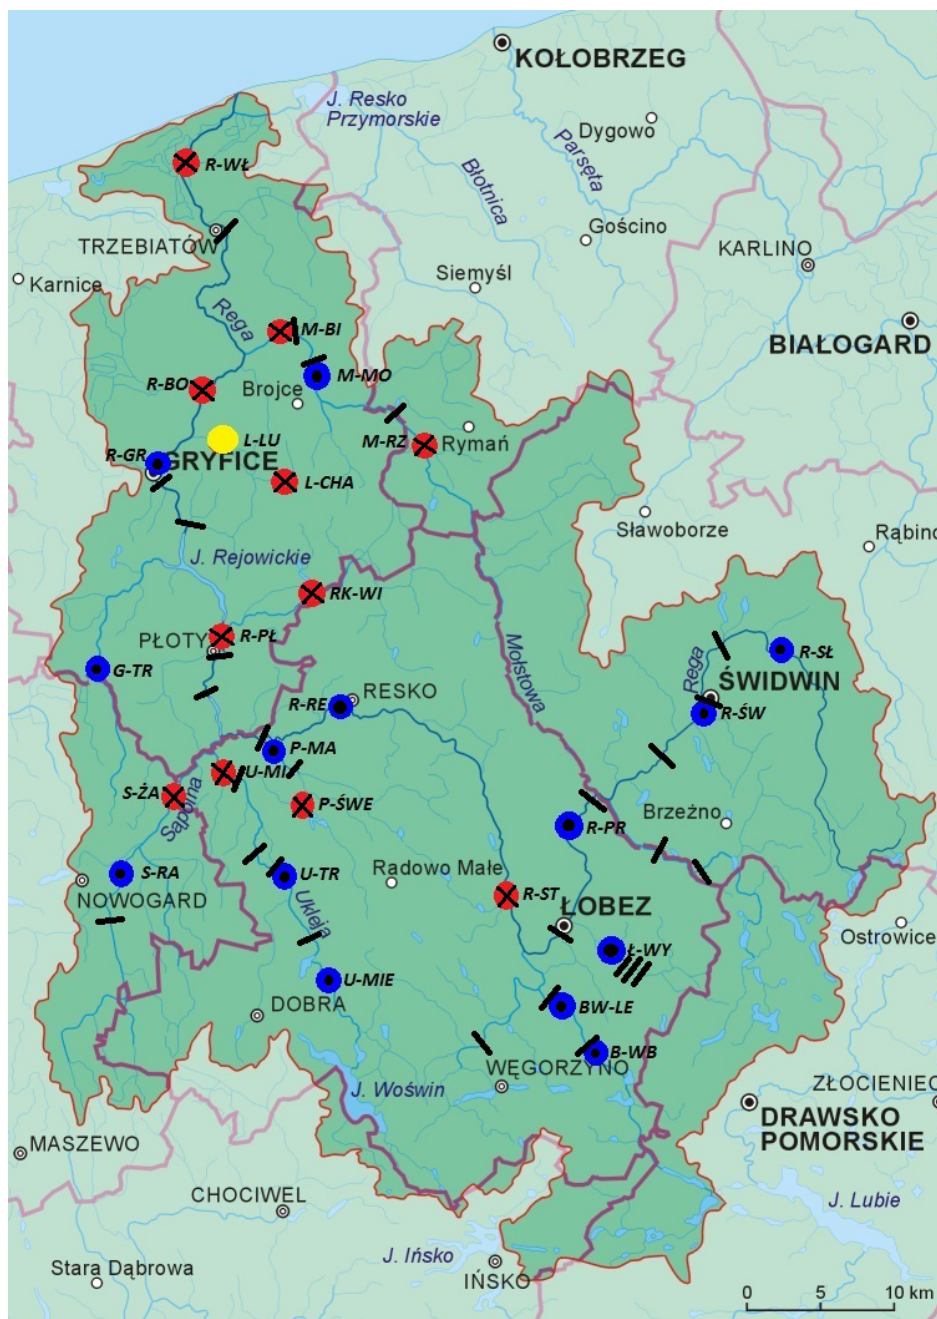 KOŁOBRZEG
J. Resko
Przymorskie
Dygowo
Parsęta
R-WŁ
Błotnica
Gościno
TRZEBIATÓW
KARLINO
Karnice
Siemyśl
Rega
M-BI
BIAŁOGARD
M-MO
R-BO
Brojce
L-LU
M-RZ
Rymań
R-GR
GRYFICE
L-CHA
Sławoborze
Rąbino
J. Rejowickie
RK-WI
R-PŁ
PŁOTY
Mołstowa
Rega
R-SŁ
G-TR
ŚWIDWIN
RESKO
R-RE
R-ŚW
P-MA
U-MI
S-ŻA
P-ŚWE
Sąpolna
Brzeżno
R-PR
S-RA
U-TR
Radowo Małe
NOWOGARD
R-ST
ŁOBEZ
Ukleja
Ostrowice
Ł-WY
U-MIE
DOBRA
BW-LE
B-WB
WĘGORZYNO
J. Woświn
ZŁOCIENIEC
DRAWSKO
POMORSKIE
MASZEWO
CHOCIWEL
J. Lubie
J. Ińsko
Stara Dąbrowa
IŃSKO
0 5 10 km